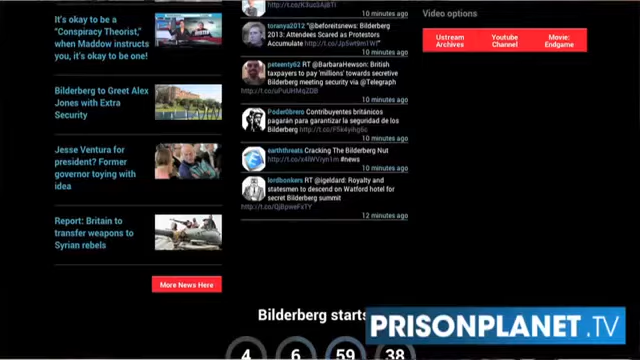 It's okay to be a
"Conspiracy Theorist,"
when Maddow instructs
you, it's okay to be one!
Bilderberg to Greet Alex
Jones with Extra
Security
Jesse Ventura for
president? Former
governor toying with
idea
Report: Britain to
transfer weapons to
Syrian rebels
More News Here
10 minutes ago
toranya2012 "@beforeitsnews: Bilderberg
2013: Attendees Scared as Protestors
Accumulate
10 minutes ago
peteenty62 RT @BarbaraHewson: British
taxpayers to pay 'millions' towards secretive
Bilderberg meeting security via @Telegraph
10 minutes ago
Poder0brero Contribuyentes británicos
pagarán para garantizar la seguridad de los
Bilderberg
10 minutes ago
earththreats Cracking The Bilderberg Nut
#news
10 minutes ago
lordbonkers RT @igeldard: Royalty and
statesmen to descend on Watford hotel for
secret Bilderberg summit
12 minutes ago
Video options
Ustream
Archives
Youtube
Channel
Movie:
Endgame
Bilderberg starts
4 6 59 38
PRISONPLANET.TV